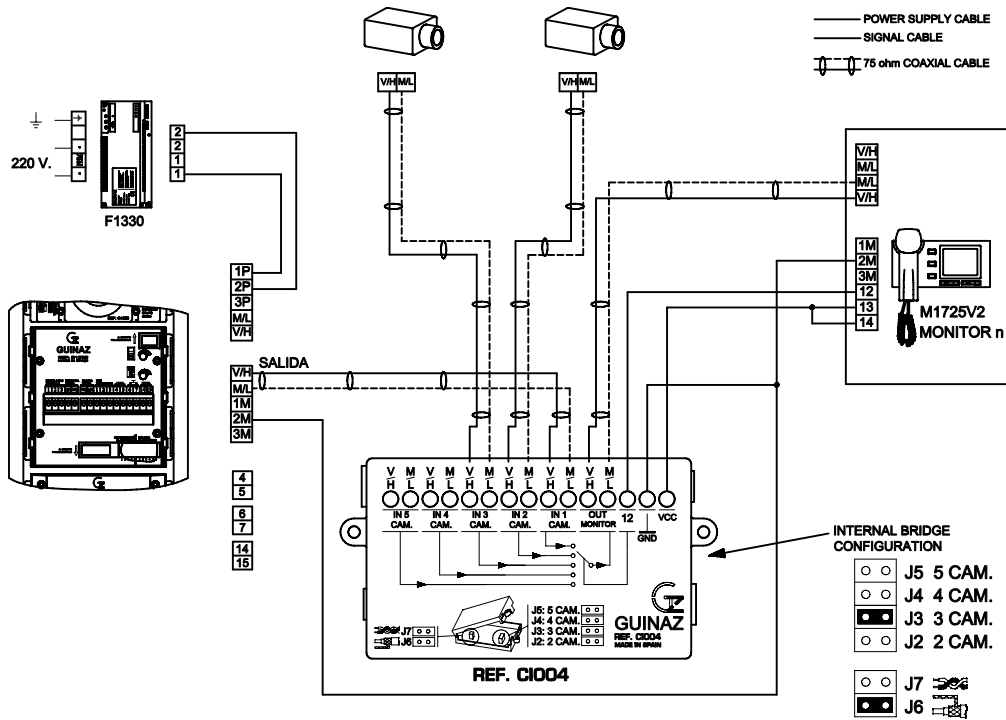 POWER SUPPLY CABLE
SIGNAL CABLE
75 ohm COAXIAL CABLE
V/H M/L
V/H M/L
220 V.
2
2
1
1
F1330
V/H
M/L
M/L
V/H
1M
2M
3M
12
13
14
M1725V2
MONITOR n
1P
2P
3P
M/L
V/H
GUINAZ
SALIDA
V/H
M/L
1M
2M
3M
4
5
6
7
14
15
V/H M/L V/H M/L V/H M/L V/H M/L V/H M/L V/H M/L
IN 5 CAM.
IN 4 CAM.
IN 3 CAM.
IN 2 CAM.
IN 1 CAM.
OUT MONITOR
12
GND
VCC
J7
J6
J5: 5 CAM.
J4: 4 CAM.
J3: 3 CAM.
J2: 2 CAM.
GUINAZ
REF. CI004
MADE IN SPAIN
REF. CI004
INTERNAL BRIDGE
CONFIGURATION
J5 5 CAM.
J4 4 CAM.
J3 3 CAM.
J2 2 CAM.
J7
J6